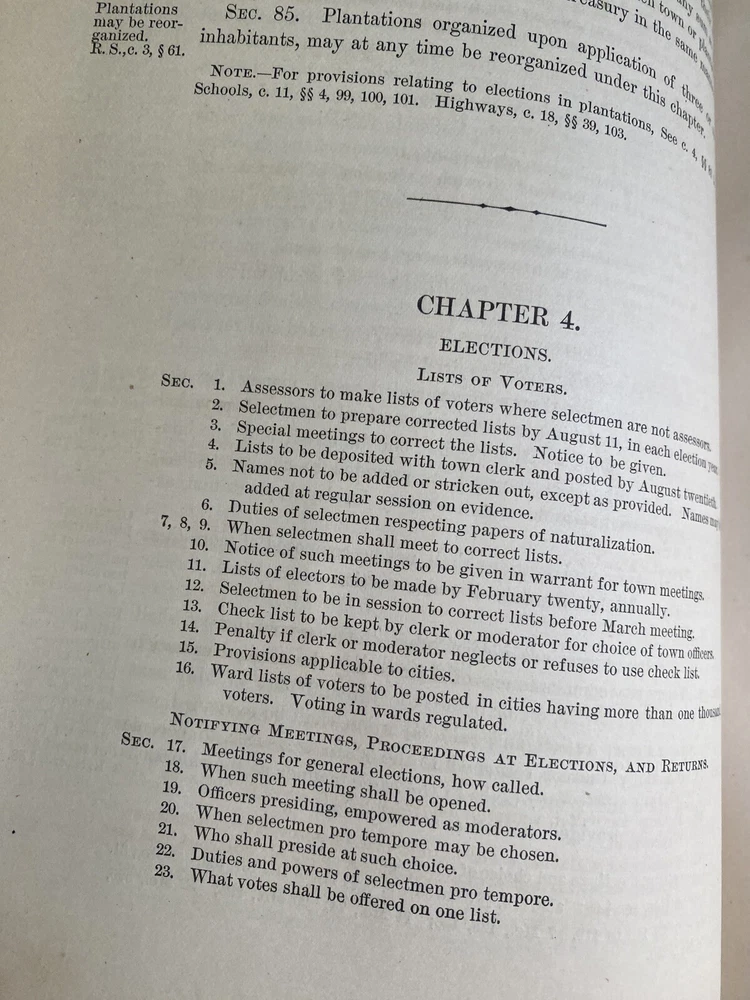 town or
Treasury in the same
Plantations
may be reor-
ganized.
R. S., c. 3, § 61.
SEC. 85. Plantations organized upon application of three or
inhabitants, may at any time be reorganized under this chapter.
NOTE.—For provisions relating to elections in plantations, See c. 4, §§
Schools, c. 11, §§ 4, 99, 100, 101. Highways, c. 18, §§ 39, 103.
CHAPTER 4.
ELECTIONS.
LISTS OF VOTERS.
SEC. 1. Assessors to make lists of voters where selectmen are not assessors.
2. Selectmen to prepare corrected lists by August 11, in each election year.
3. Special meetings to correct the lists. Notice to be given.
4. Lists to be deposited with town clerk and posted by August twentieth.
5. Names not to be added or stricken out, except as provided. Names may
added at regular session on evidence.
6. Duties of selectmen respecting papers of naturalization.
7, 8, 9. When selectmen shall meet to correct lists.
10. Notice of such meetings to be given in warrant for town meetings.
11. Lists of electors to be made by February twenty, annually.
12. Selectmen to be in session to correct lists before March meeting.
13. Check list to be kept by clerk or moderator for choice of town officers.
14. Penalty if clerk or moderator neglects or refuses to use check list.
15. Provisions applicable to cities.
16. Ward lists of voters to be posted in cities having more than one thousand
voters. Voting in wards regulated.
NOTIFYING MEETINGS, PROCEEDINGS AT ELECTIONS, AND RETURNS.
SEC. 17. Meetings for general elections, how called.
18. When such meeting shall be opened.
19. Officers presiding, empowered as moderators.
20. When selectmen pro tempore may be chosen.
21. Who shall preside at such choice.
22. Duties and powers of selectmen pro tempore.
23. What votes shall be offered on one list.